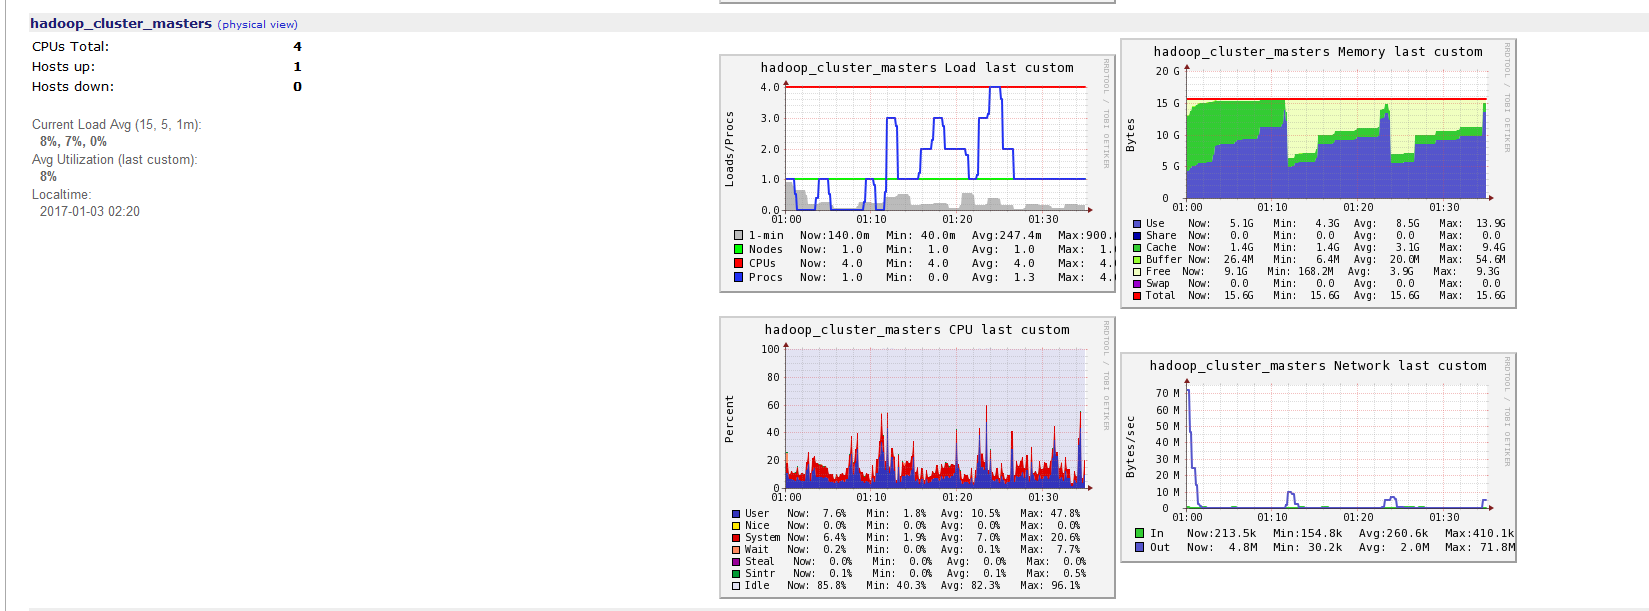 hadoop_cluster_masters (physical view)
CPUs Total: 4
Hosts up: 1
Hosts down: 0
Current Load Avg (15, 5, 1m):
8%, 7%, 0%
Avg Utilization (last custom):
8%
Localtime:
2017-01-03 02:20
hadoop_cluster_masters Load last custom
RRDTOOL / TOBI OETIKER
Loads/Procs
4.0
3.0
2.0
1.0
0.0
01:00 01:10 01:20 01:30
1-min Now:140.0m Min: 40.0m Avg:247.4m Max:900.
Nodes Now: 1.0 Min: 1.0 Avg: 1.0 Max: 1.
CPUs Now: 4.0 Min: 4.0 Avg: 4.0 Max: 4.
Procs Now: 1.0 Min: 0.0 Avg: 1.3 Max: 4.
hadoop_cluster_masters Memory last custom
RRDTOOL / TOBI OETIKER
Bytes
20 G
15 G
10 G
5 G
0
01:00 01:10 01:20 01:30
Use Now: 5.1G Min: 4.3G Avg: 8.5G Max: 13.9G
Share Now: 0.0 Min: 0.0 Avg: 0.0 Max: 0.0
Cache Now: 1.4G Min: 1.4G Avg: 3.1G Max: 9.4G
Buffer Now: 26.4M Min: 6.4M Avg: 20.0M Max: 54.6M
Free Now: 9.1G Min: 168.2M Avg: 3.9G Max: 9.3G
Swap Now: 0.0 Min: 0.0 Avg: 0.0 Max: 0.0
Total Now: 15.6G Min: 15.6G Avg: 15.6G Max: 15.6G
hadoop_cluster_masters CPU last custom
RRDTOOL / TOBI OETIKER
Percent
100
80
60
40
20
0
01:00 01:10 01:20 01:30
User Now: 7.6% Min: 1.8% Avg: 10.5% Max: 47.8%
Nice Now: 0.0% Min: 0.0% Avg: 0.0% Max: 0.0%
System Now: 6.4% Min: 1.9% Avg: 7.0% Max: 20.6%
Wait Now: 0.2% Min: 0.0% Avg: 0.1% Max: 7.7%
Steal Now: 0.0% Min: 0.0% Avg: 0.0% Max: 0.0%
Sintr Now: 0.1% Min: 0.0% Avg: 0.1% Max: 0.5%
Idle Now: 85.8% Min: 40.3% Avg: 82.3% Max: 96.1%
hadoop_cluster_masters Network last custom
RRDTOOL / TOBI OETIKER
Bytes/sec
70 M
60 M
50 M
40 M
30 M
20 M
10 M
0
01:00 01:10 01:20 01:30
In Now:213.5k Min:154.8k Avg:260.6k Max:410.1k
Out Now: 4.8M Min: 30.2k Avg: 2.0M Max: 71.8M